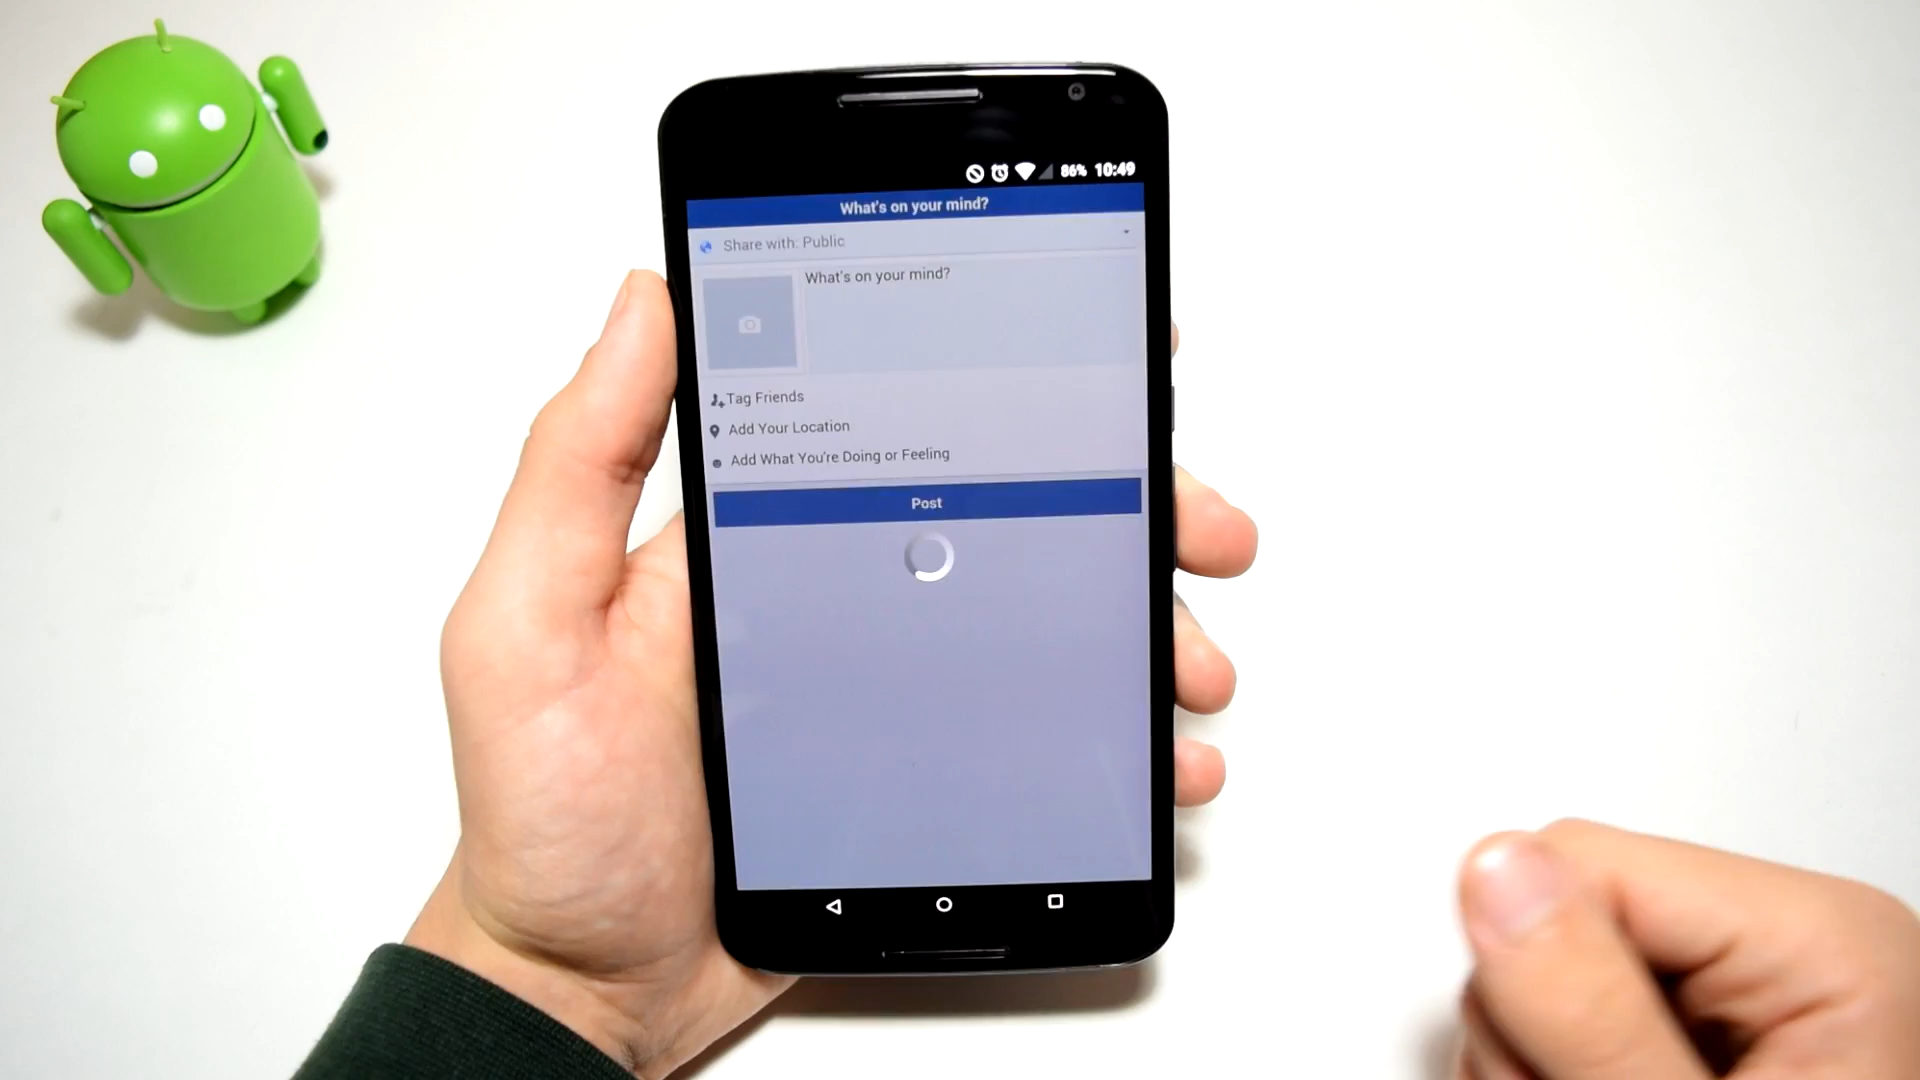 86% 10:49
What's on your mind?
Share with: Public
What's on your mind?
Tag Friends
Add Your Location
Add What You're Doing or Feeling
Post